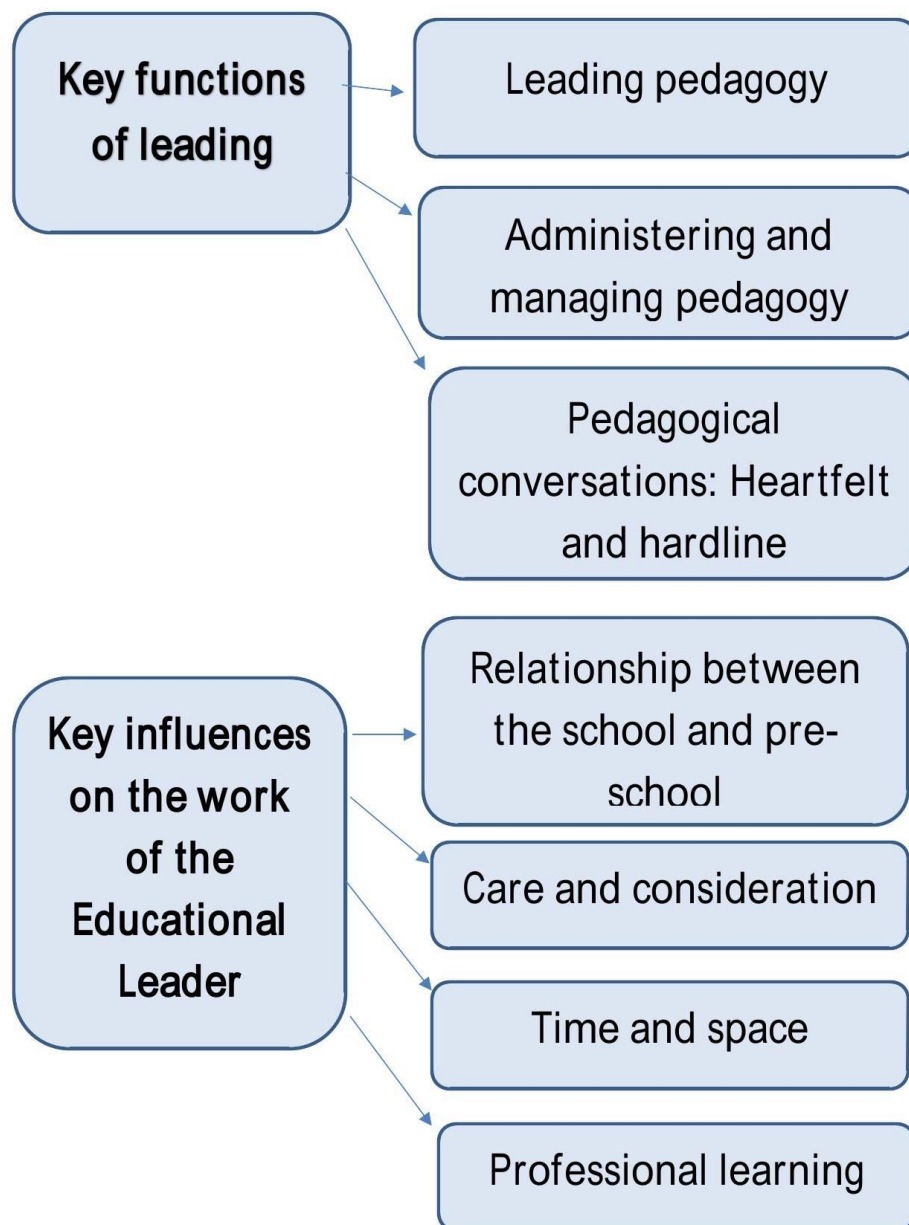 Key functions
of leading
Leading pedagogy
Administering and
managing pedagogy
Pedagogical
conversations: Heartfelt
and hardline
Key influences
on the work
of the
Educational
Leader
Relationship between
the school and pre-
school
Care and consideration
Time and space
Professional learning